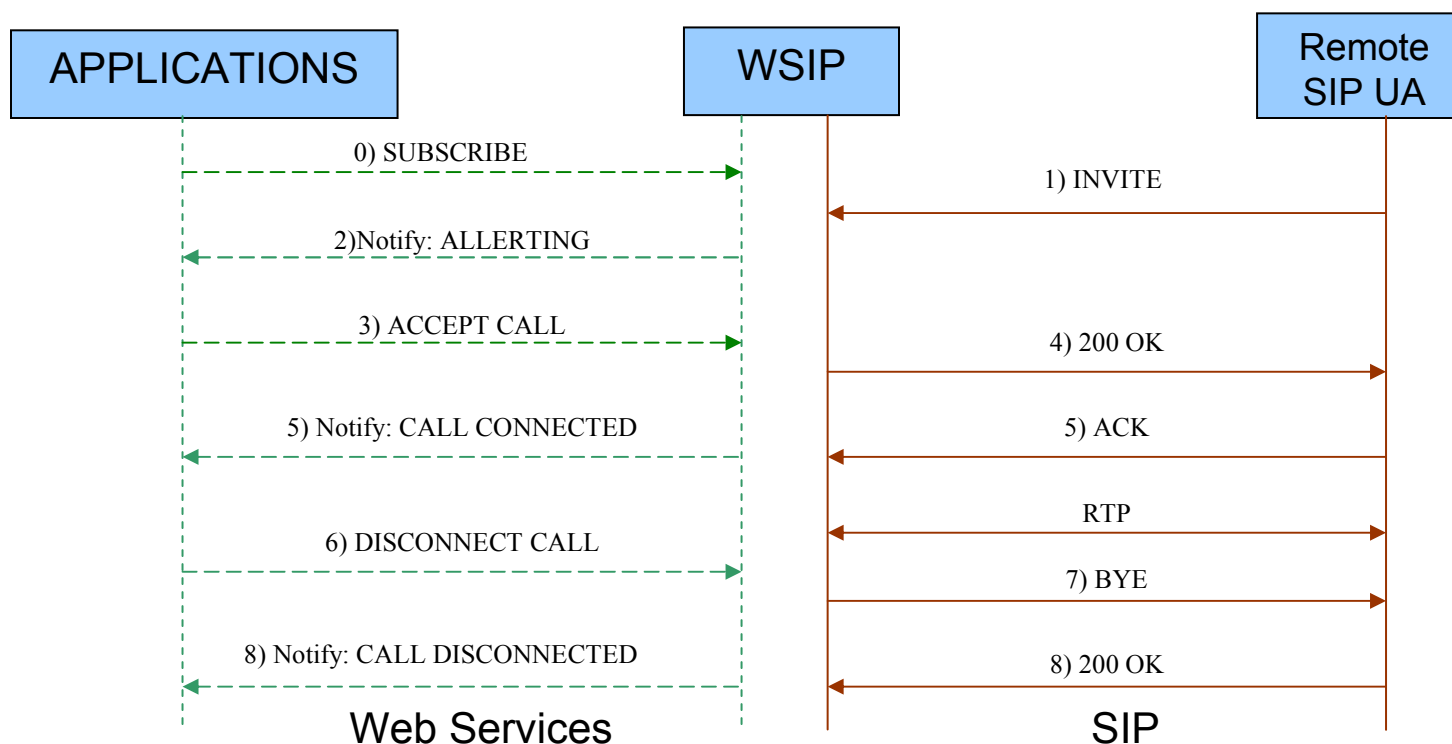 APPLICATIONS
WSIP
Remote
SIP UA
0) SUBSCRIBE
1) INVITE
2)Notify: ALLERTING
3) ACCEPT CALL
4) 200 OK
5) Notify: CALL CONNECTED
5) ACK
RTP
6) DISCONNECT CALL
7) BYE
8) Notify: CALL DISCONNECTED
8) 200 OK
Web Services
SIP